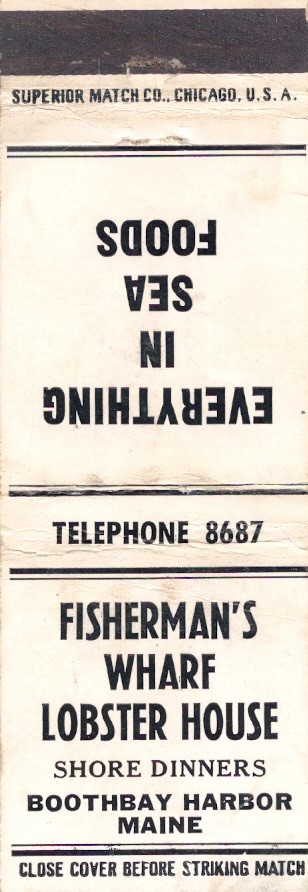 SUPERIOR MATCH CO., CHICAGO, U.S.A.
EVERYTHING
IN
SEA
FOODS
TELEPHONE 8687
FISHERMAN'S
WHARF
LOBSTER HOUSE
SHORE DINNERS
BOOTHBAY HARBOR
MAINE
CLOSE COVER BEFORE STRIKING MATCH